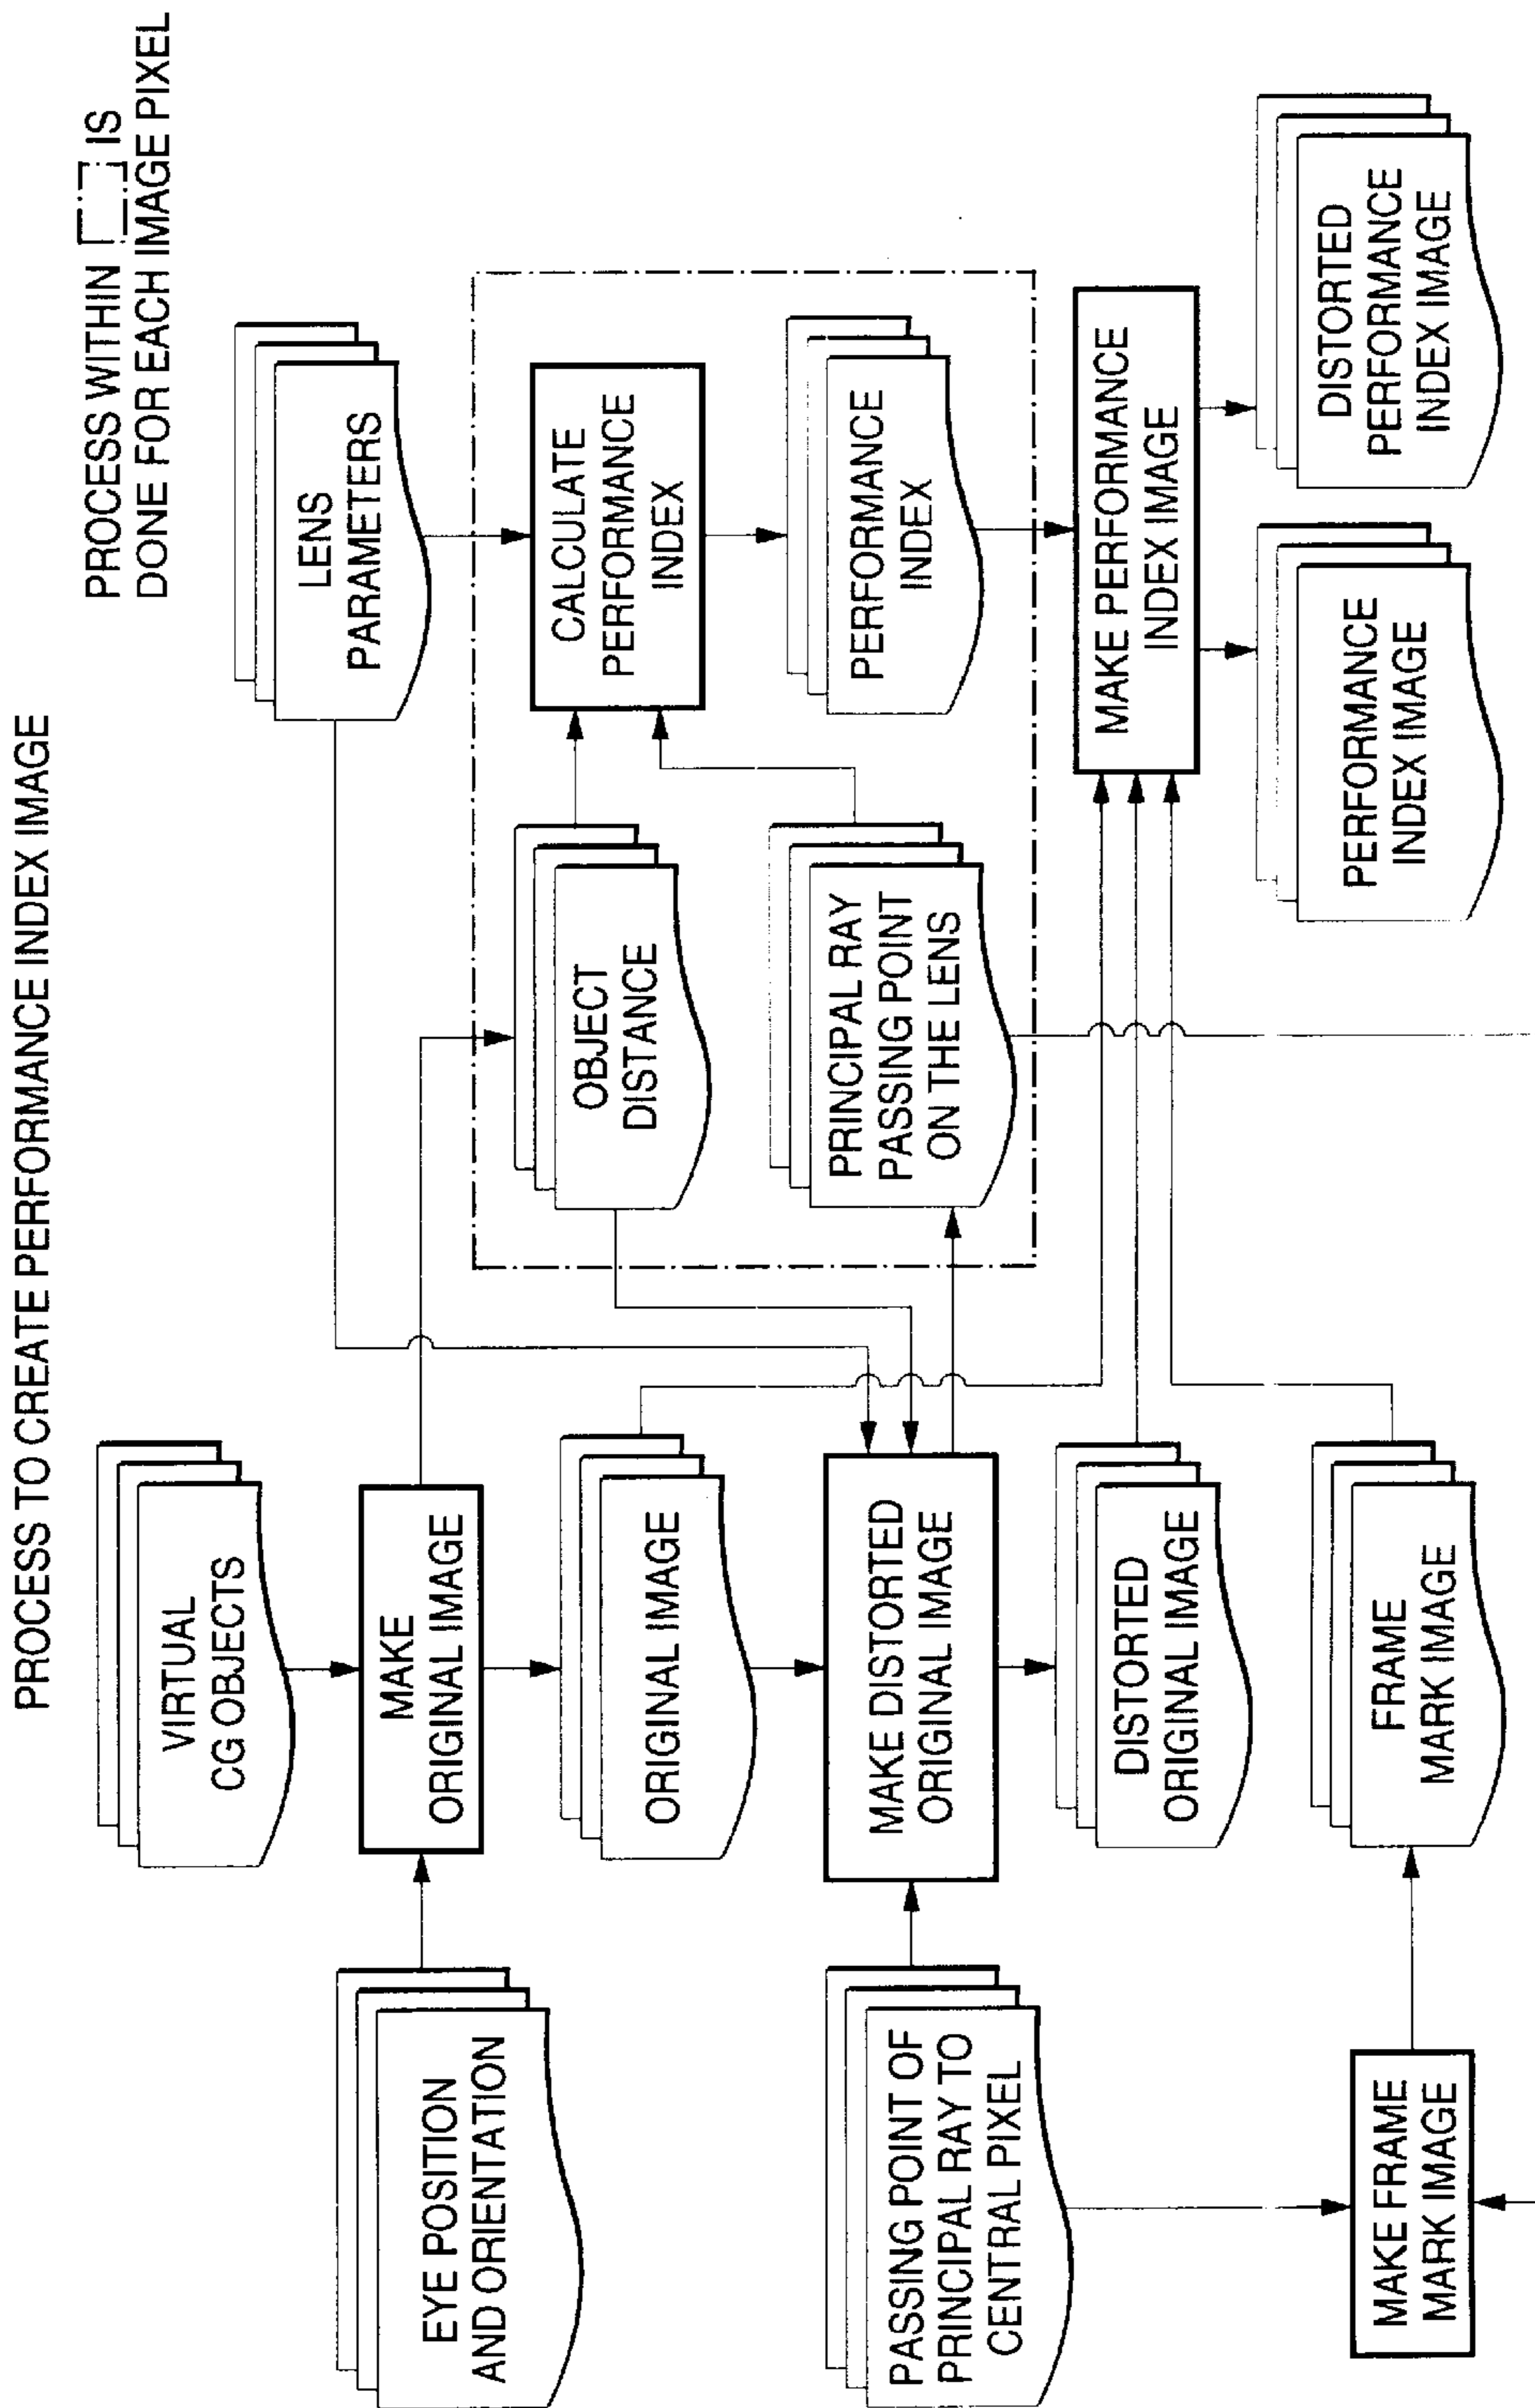 PROCESS TO CREATE PERFORMANCE INDEX IMAGE
PROCESS WITHIN IS
DONE FOR EACH IMAGE PIXEL
VIRTUAL
CG OBJECTS
LENS
PARAMETERS
EYE POSITION
AND ORIENTATION
MAKE
ORIGINAL IMAGE
OBJECT
DISTANCE
CALCULATE
PERFORMANCE
INDEX
ORIGINAL IMAGE
PRINCIPAL RAY
PASSING POINT
ON THE LENS
PERFORMANCE
INDEX
PASSING POINT OF
PRINCIPAL RAY TO
CENTRAL PIXEL
MAKE DISTORTED
ORIGINAL IMAGE
DISTORTED
ORIGINAL IMAGE
MAKE PERFORMANCE
INDEX IMAGE
MAKE FRAME
MARK IMAGE
FRAME
MARK IMAGE
PERFORMANCE
INDEX IMAGE
DISTORTED
PERFORMANCE
INDEX IMAGE